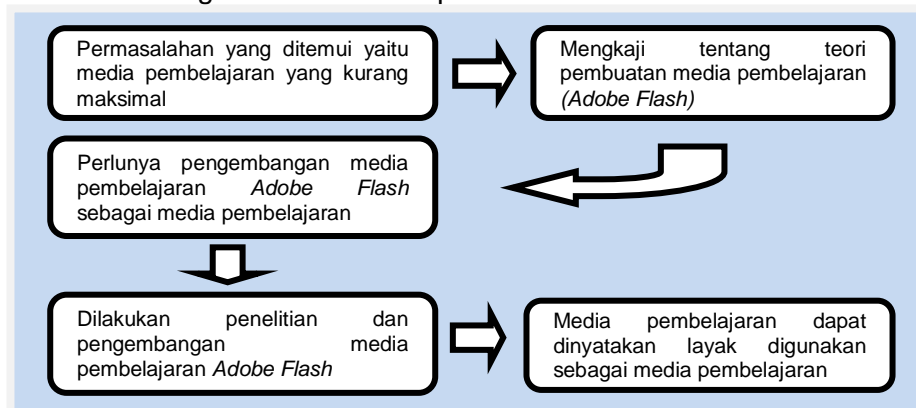 Permasalahan yang ditemui yaitu
media pembelajaran yang kurang
maksimal
Mengkaji tentang teori
pembuatan media pembelajaran
(Adobe Flash)
Perlunya pengembangan media
pembelajaran Adobe Flash
sebagai media pembelajaran
Dilakukan penelitian dan
pengembangan media
pembelajaran Adobe Flash
Media pembelajaran dapat
dinyatakan layak digunakan
sebagai media pembelajaran